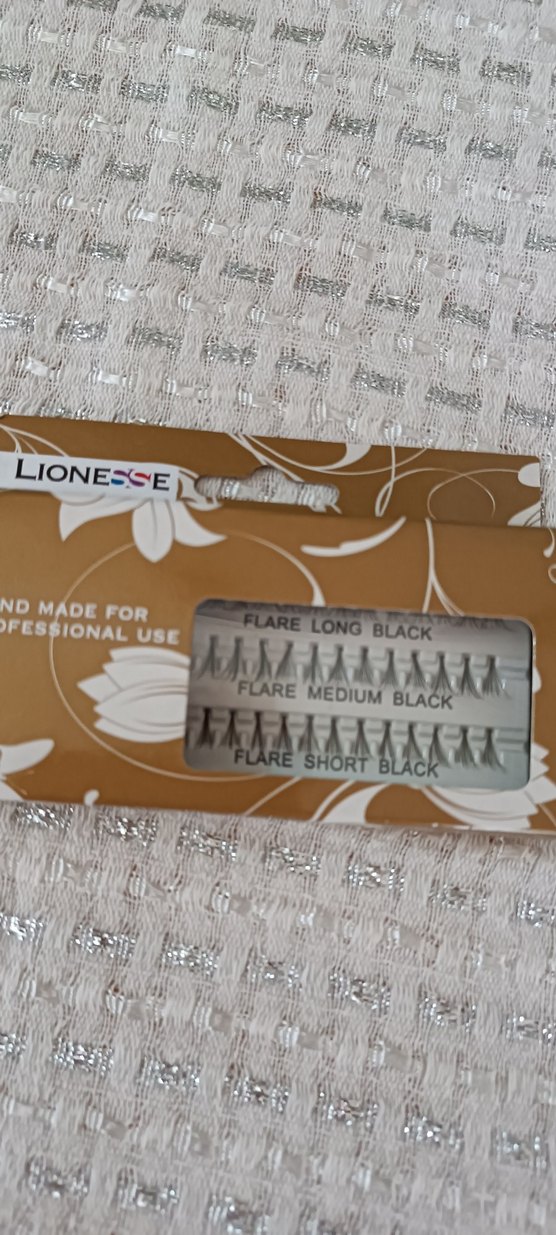 LIONESSE
ND MADE FOR
OFESSIONAL USE
FLARE LONG BLACK
FLARE MEDIUM BLACK
FLARE SHORT BLACK